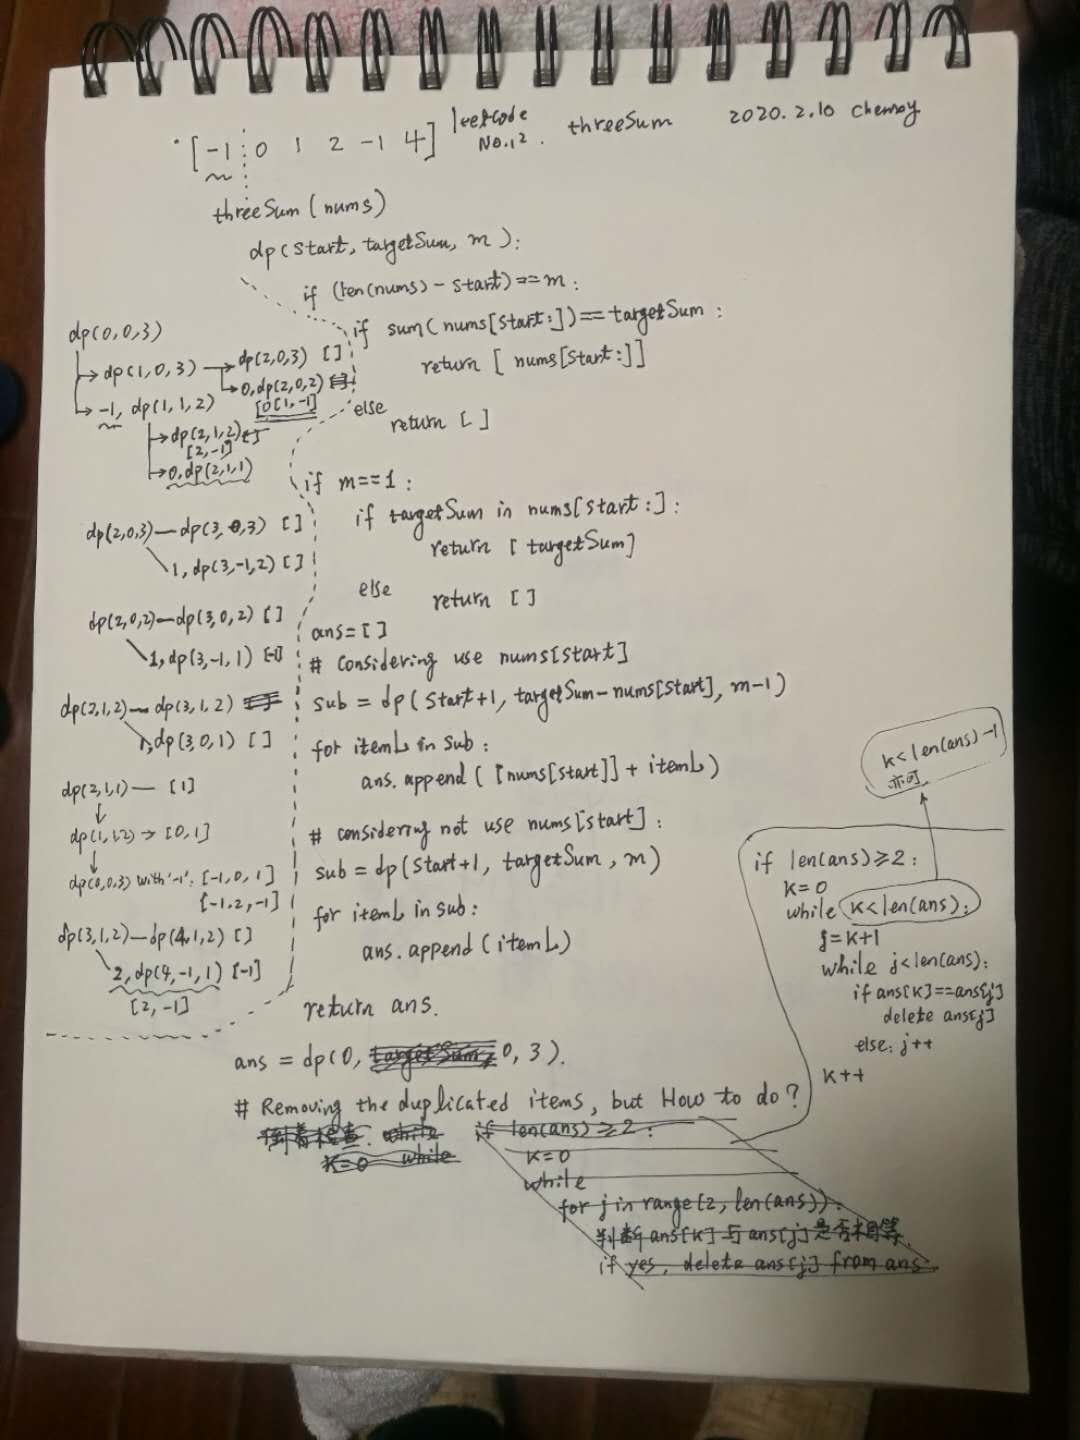 [-1 0 1 2 -1 4] leetcode No.12. threeSum 2020.2.10
threeSum(nums)
dp(start, targetSum, m):
if (len(nums)-start)==m:
if sum(nums[start:])==targetSum:
return [nums[start:]]
else
return []
if m==1:
if targetSum in nums[start:]:
return [targetSum]
else
return []
ans=[]
# Considering use nums[start]
sub = dp(start+1, targetSum-nums[start], m-1)
for itemL in sub:
ans.append([nums[start]]+itemL)
# considering not use nums[start]:
sub = dp(start+1, targetSum, m)
for itemL in sub:
ans.append(itemL)
return ans.
ans = dp(0, targetSum, 0, 3).
# Removing the duplicated items, but How to do?
倒着检查. while
K=0 while
if len(ans)≥2:
K=0
while
for j in range(2, len(ans)):
判断ans[K]与ans[j]是否相等.
if yes, delete ans[j] from ans
dp(0,0,3)
dp(1,0,3) dp(2,0,3) []
0,dp(2,0,2)
[0[1,-1]
-1, dp(1,1,2)
dp(2,1,2)
[2,-1]
0,dp(2,1,1)
dp(2,0,3)—dp(3,0,3) []
1,dp(3,-1,2) []
dp(2,0,2)—dp(3,0,2) []
1,dp(3,-1,1) [-1]
dp(2,1,2)—dp(3,1,2)
1,dp(3,0,1) []
dp(2,1,1)— [1]
dp(1,1,2)→[0,1]
dp(0,0,3) with '-1': [-1,0,1]
[-1.2,-1]
dp(3,1,2)—dp(4,1,2) []
2,dp(4,-1,1) [-1]
[2,-1]
k<len(ans)-1
亦可
if len(ans)≥2:
K=0
while K<len(ans):
j=K+1
while j<len(ans):
if ans[K]==ans[j]
delete ans[j]
else: j++
K++